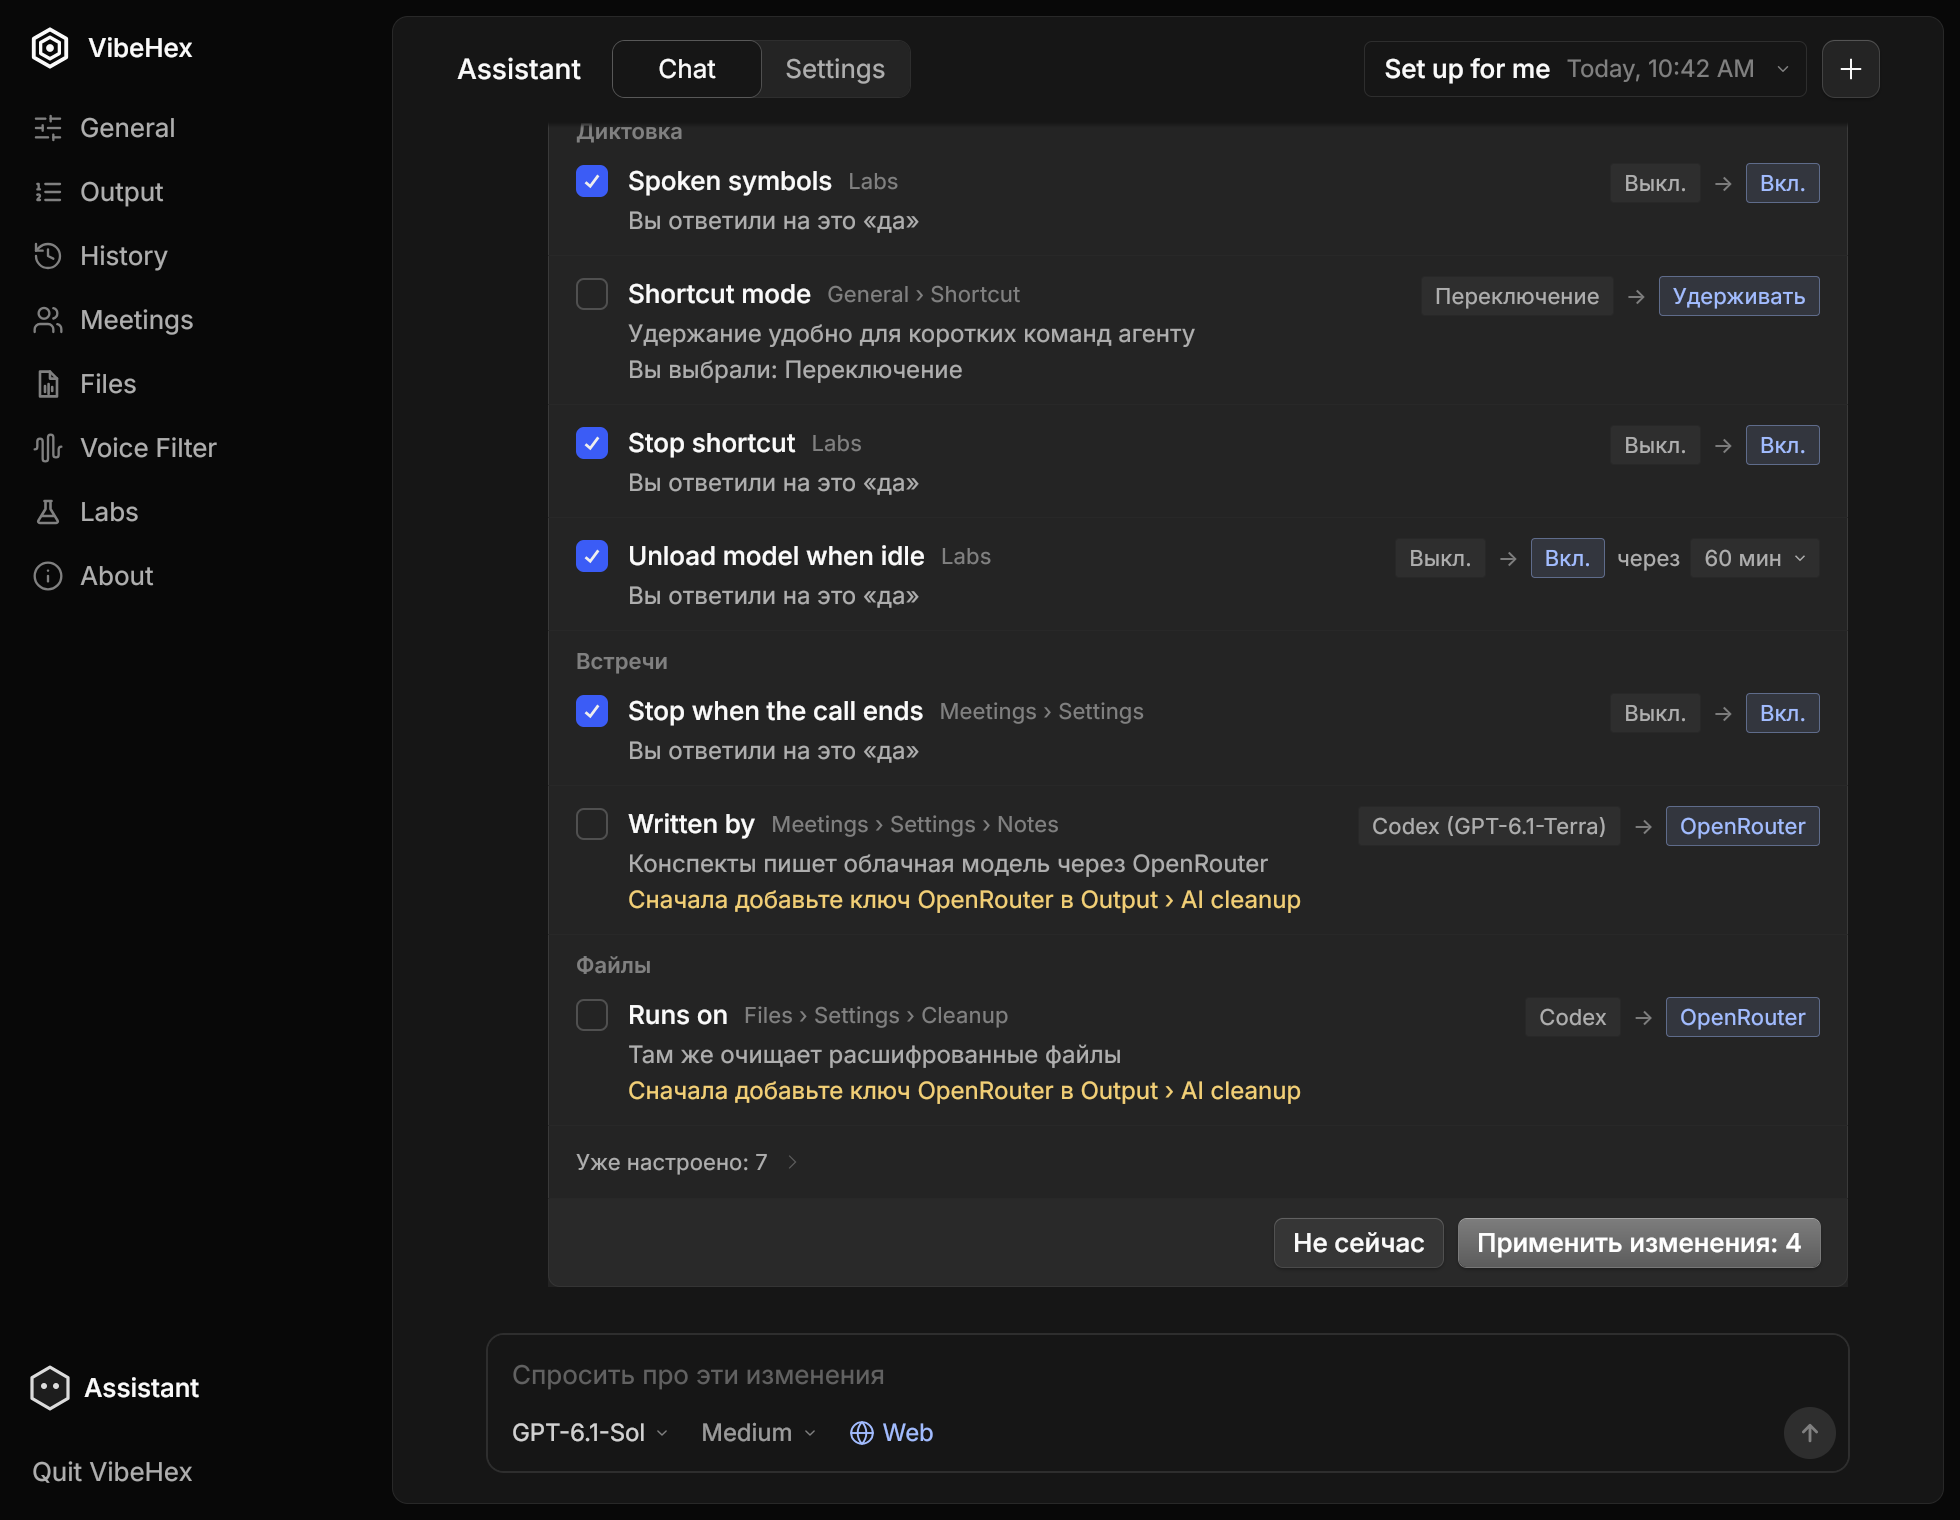 VibeHex
General
Output
History
Meetings
Files
Voice Filter
Labs
About
Assistant
Quit VibeHex
Assistant
Chat
Settings
Set up for me Today, 10:42 AM
Диктовка
Spoken symbols Labs
Выкл. → Вкл.
Вы ответили на это «да»
Shortcut mode General › Shortcut
Переключение → Удерживать
Удержание удобно для коротких команд агенту
Вы выбрали: Переключение
Stop shortcut Labs
Выкл. → Вкл.
Вы ответили на это «да»
Unload model when idle Labs
Выкл. → Вкл. через 60 мин
Вы ответили на это «да»
Встречи
Stop when the call ends Meetings › Settings
Выкл. → Вкл.
Вы ответили на это «да»
Written by Meetings › Settings › Notes
Codex (GPT-6.1-Terra) → OpenRouter
Конспекты пишет облачная модель через OpenRouter
Сначала добавьте ключ OpenRouter в Output › AI cleanup
Файлы
Runs on Files › Settings › Cleanup
Codex → OpenRouter
Там же очищает расшифрованные файлы
Сначала добавьте ключ OpenRouter в Output › AI cleanup
Уже настроено: 7
Не сейчас
Применить изменения: 4
Спросить про эти изменения
GPT-6.1-Sol
Medium
Web